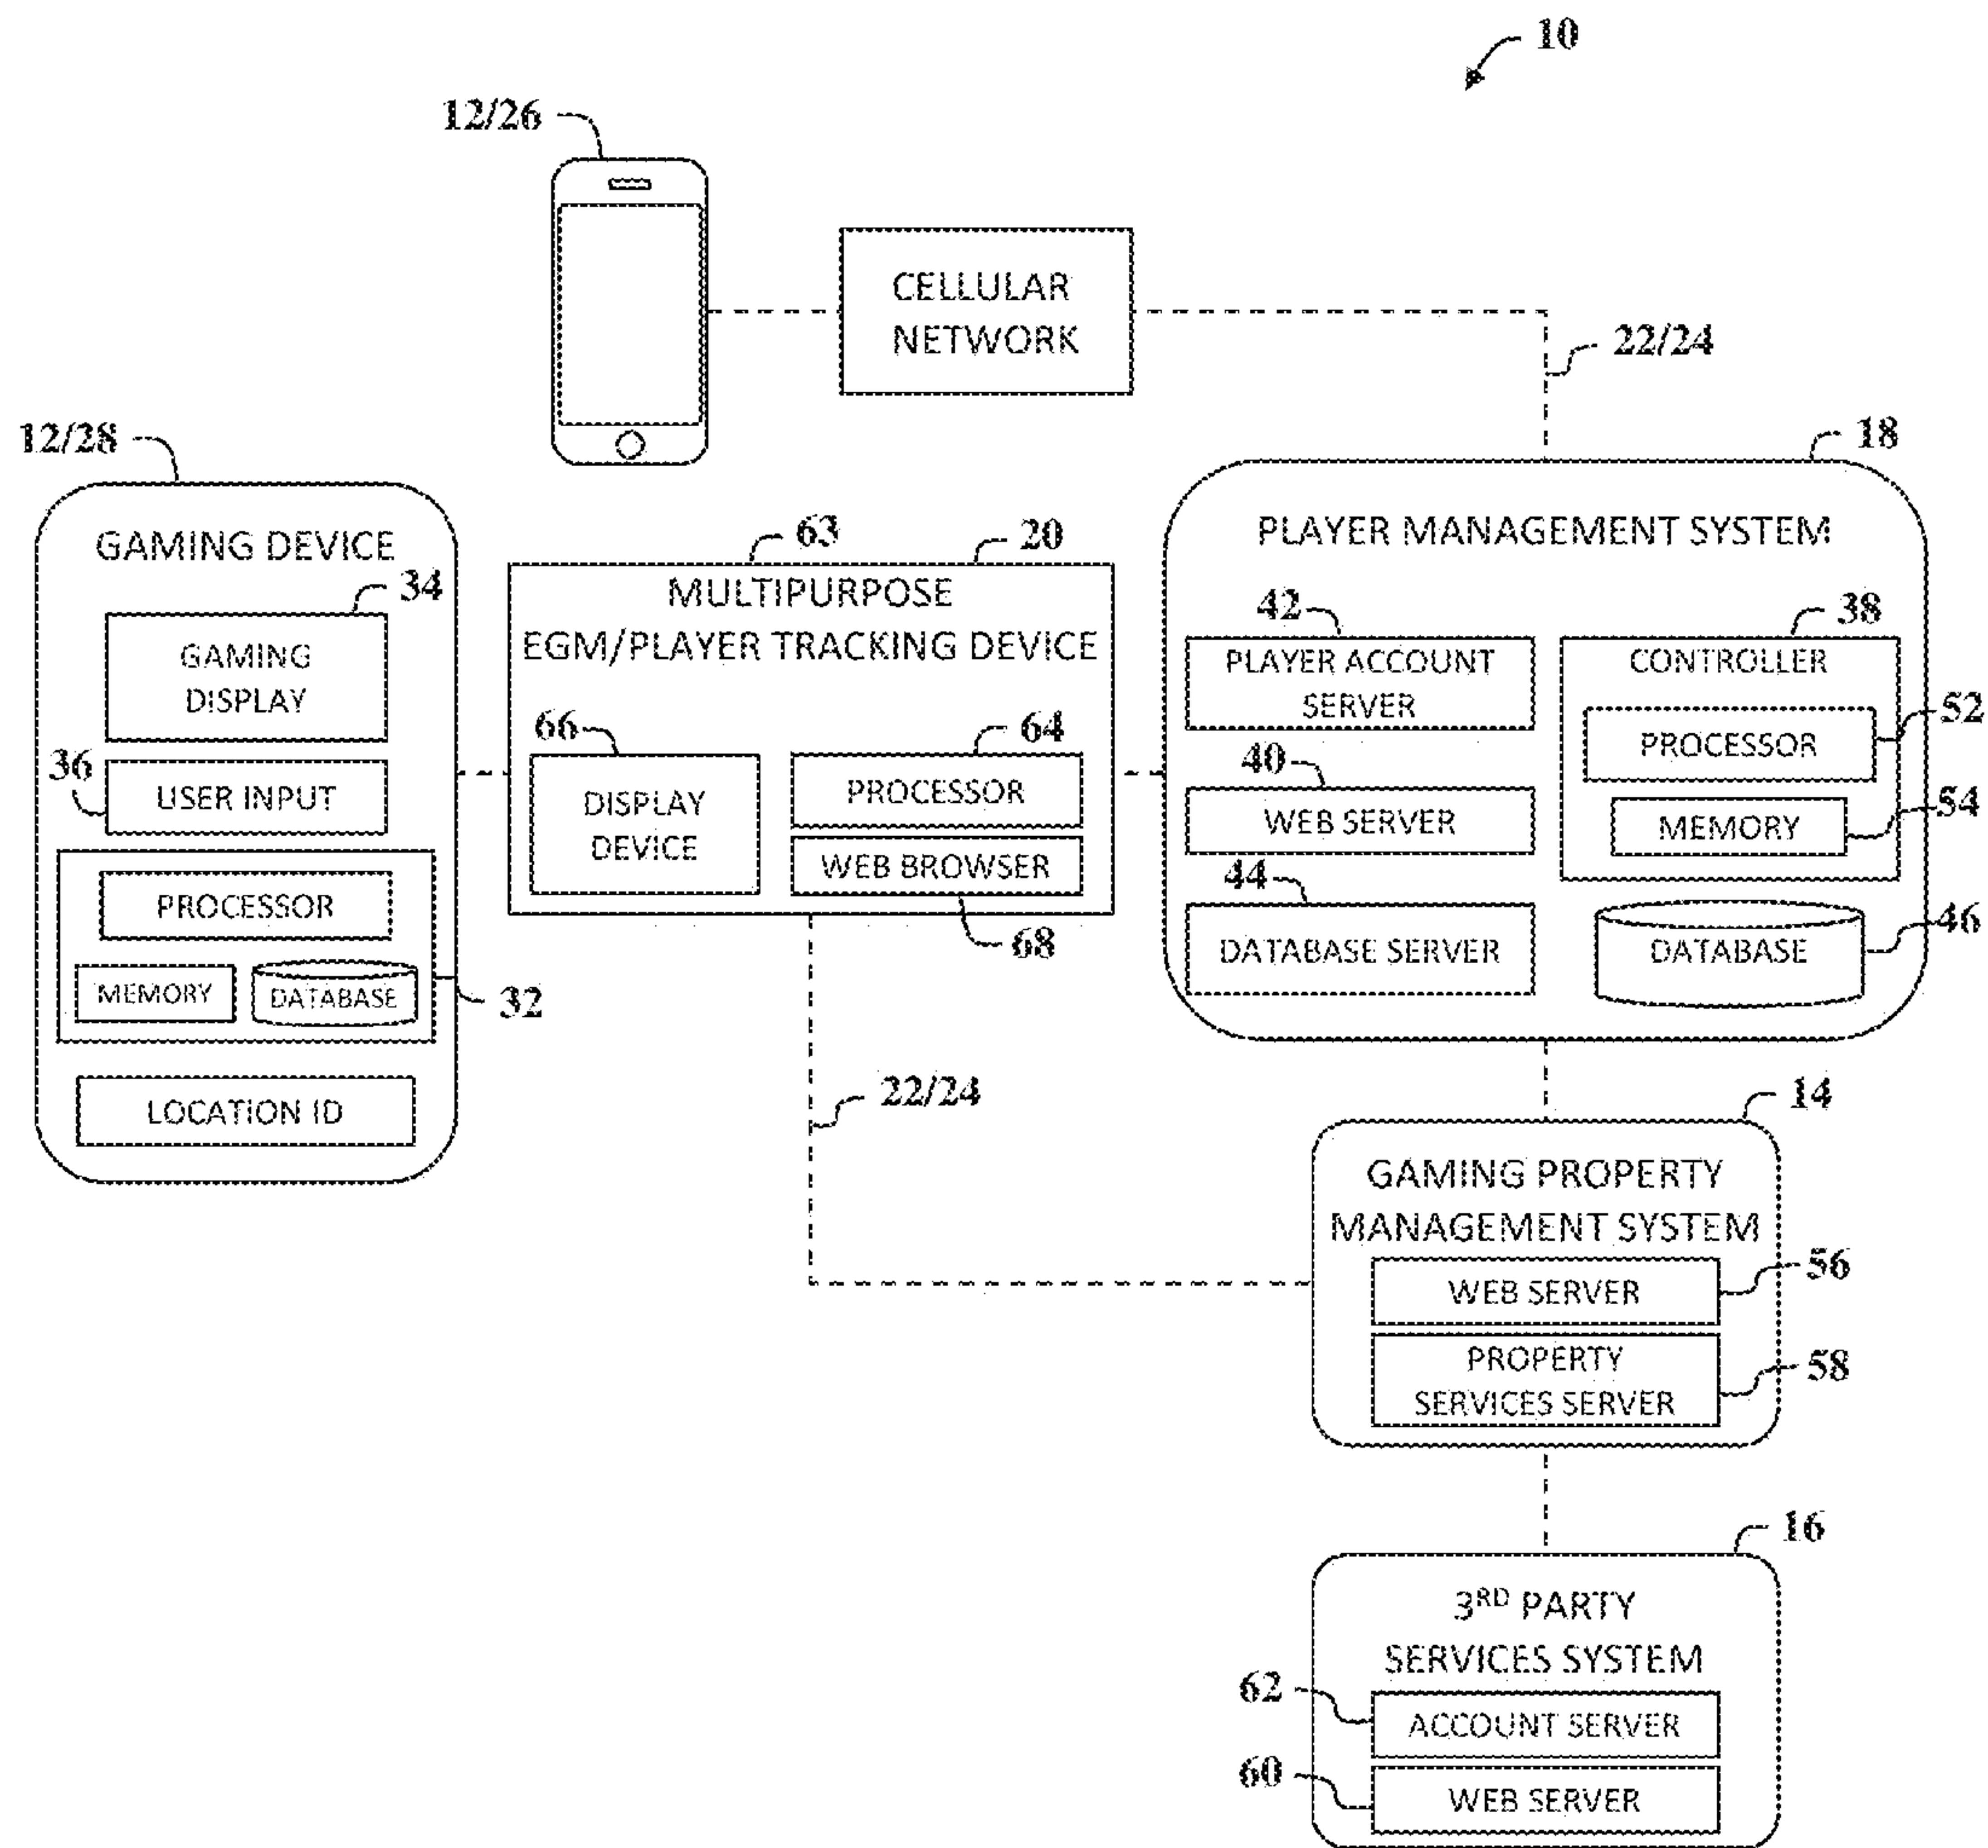 10
12/26
CELLULAR
NETWORK
22/24
12/28
GAMING DEVICE
34
GAMING
DISPLAY
36
USER INPUT
PROCESSOR
MEMORY
DATABASE
32
LOCATION ID
63
20
MULTIPURPOSE
EGM/PLAYER TRACKING DEVICE
66
DISPLAY
DEVICE
64
PROCESSOR
WEB BROWSER
68
22/24
18
PLAYER MANAGEMENT SYSTEM
42
PLAYER ACCOUNT
SERVER
40
WEB SERVER
44
DATABASE SERVER
38
CONTROLLER
PROCESSOR
52
MEMORY
54
DATABASE
46
14
GAMING PROPERTY
MANAGEMENT SYSTEM
WEB SERVER
56
PROPERTY
SERVICES SERVER
58
16
3RD PARTY
SERVICES SYSTEM
62
ACCOUNT SERVER
60
WEB SERVER